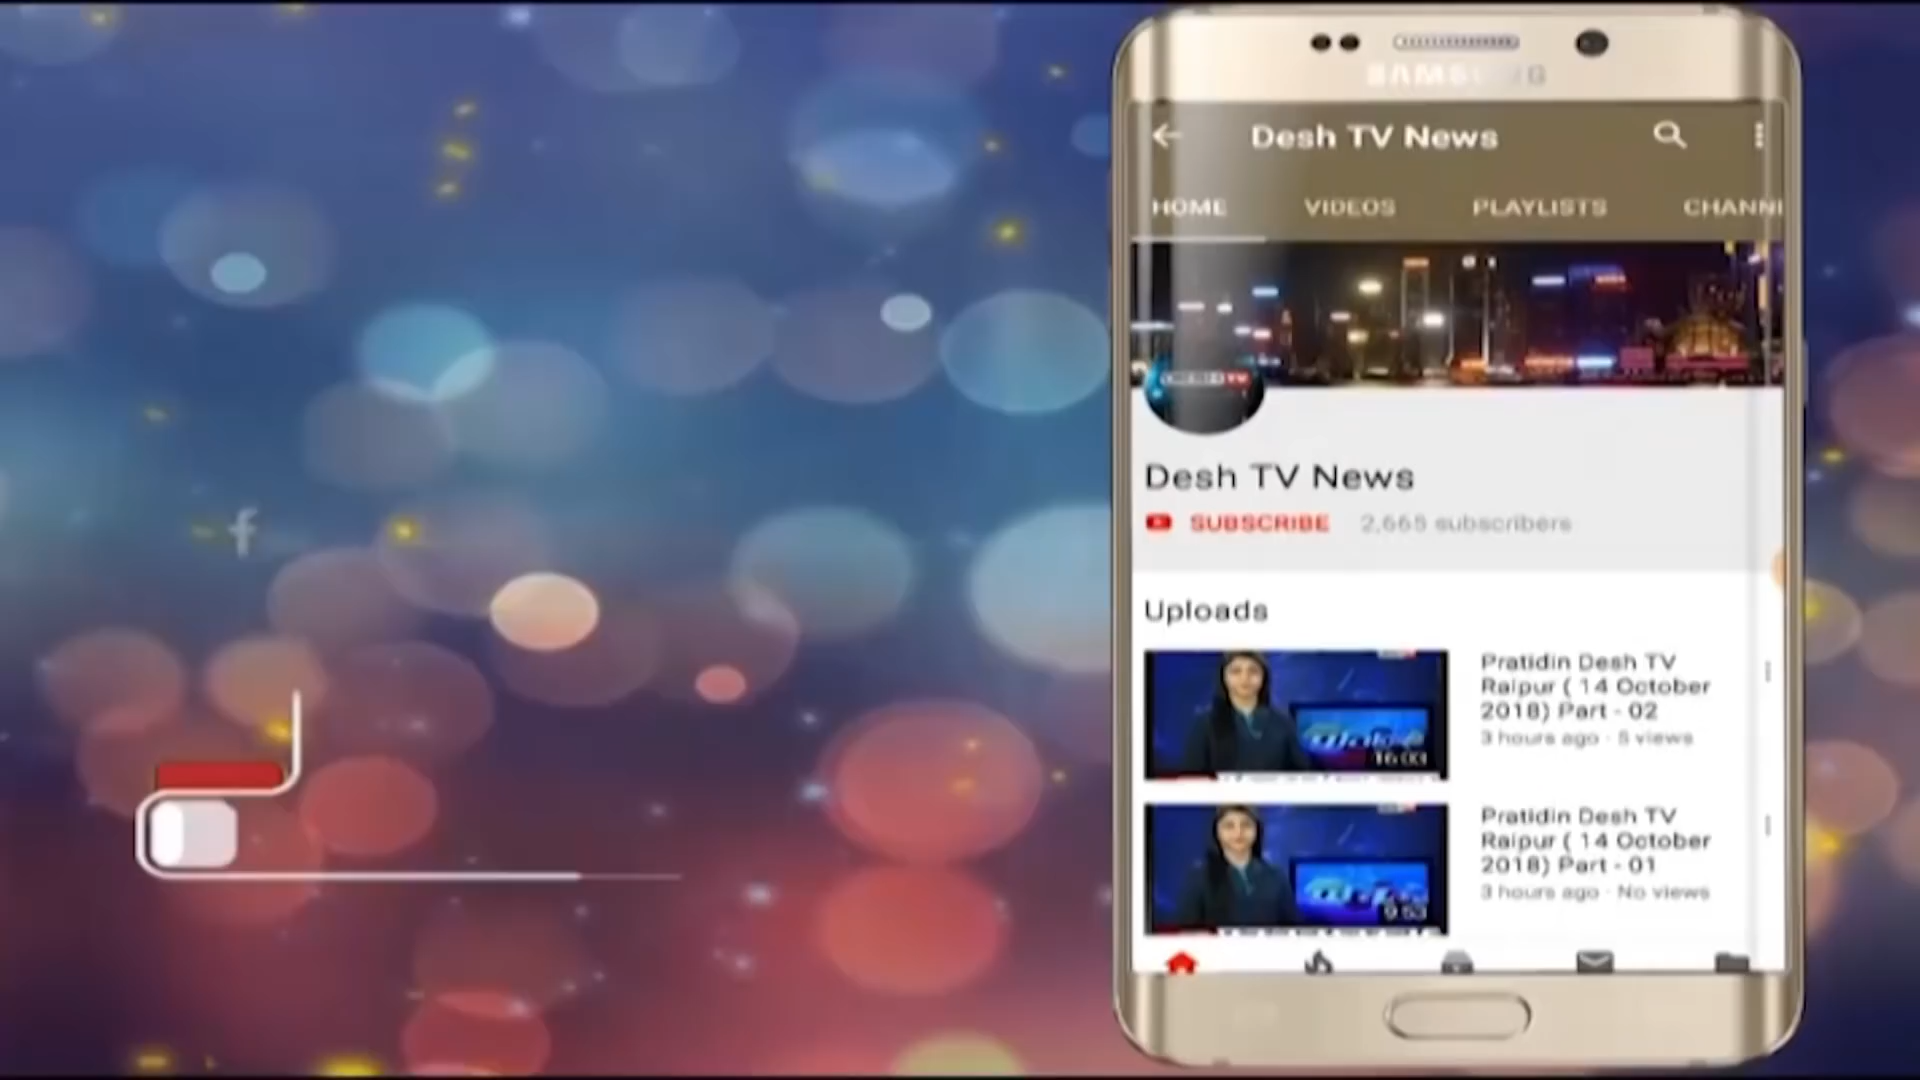 SAMSUNG
Desh TV News
HOME VIDEOS PLAYLISTS CHANN
Desh TV News
SUBSCRIBE 2,665 subscribers
Uploads
Pratidin Desh TV
Raipur ( 14 October
2018) Part - 02
3 hours ago · 5 views
16:03
Pratidin Desh TV
Raipur ( 14 October
2018) Part - 01
3 hours ago · No views
9:53
f